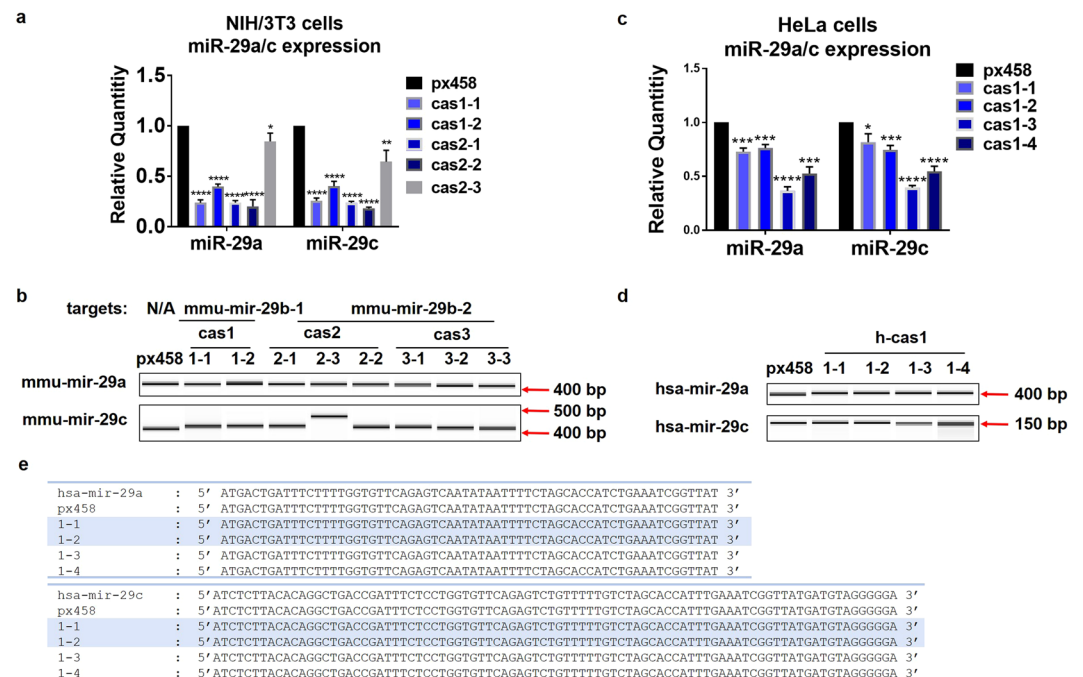 a
NIH/3T3 cells
miR-29a/c expression
Relative Quantitiy
1.5
1.0
0.5
0.0
**** **** **** **** *
**** **** **** **** **
miR-29a miR-29c
px458
cas1-1
cas1-2
cas2-1
cas2-2
cas2-3
c
HeLa cells
miR-29a/c expression
Relative Quantity
1.5
1.0
0.5
0.0
*** *** **** ***
* *** **** ****
miR-29a miR-29c
px458
cas1-1
cas1-2
cas1-3
cas1-4
b
targets: N/A mmu-mir-29b-1 mmu-mir-29b-2
cas1 cas2 cas3
px458 1-1 1-2 2-1 2-3 2-2 3-1 3-2 3-3
mmu-mir-29a 400 bp
500 bp
mmu-mir-29c 400 bp
d
h-cas1
px458 1-1 1-2 1-3 1-4
hsa-mir-29a 400 bp
hsa-mir-29c 150 bp
e
hsa-mir-29a : 5′ ATGACTGATTTCTTTTGGTGTTCAGAGTCAATATAATTTTCTAGCACCATCTGAAATCGGTTAT 3′
px458 : 5′ ATGACTGATTTCTTTTGGTGTTCAGAGTCAATATAATTTTCTAGCACCATCTGAAATCGGTTAT 3′
1-1 : 5′ ATGACTGATTTCTTTTGGTGTTCAGAGTCAATATAATTTTCTAGCACCATCTGAAATCGGTTAT 3′
1-2 : 5′ ATGACTGATTTCTTTTGGTGTTCAGAGTCAATATAATTTTCTAGCACCATCTGAAATCGGTTAT 3′
1-3 : 5′ ATGACTGATTTCTTTTGGTGTTCAGAGTCAATATAATTTTCTAGCACCATCTGAAATCGGTTAT 3′
1-4 : 5′ ATGACTGATTTCTTTTGGTGTTCAGAGTCAATATAATTTTCTAGCACCATCTGAAATCGGTTAT 3′
hsa-mir-29c : 5′ATCTCTTACACAGGCTGACCGATTTCTCCTGGTGTTCAGAGTCTGTTTTTGTCTAGCACCATTTGAAATCGGTTATGATGTAGGGGGA 3′
px458 : 5′ATCTCTTACACAGGCTGACCGATTTCTCCTGGTGTTCAGAGTCTGTTTTTGTCTAGCACCATTTGAAATCGGTTATGATGTAGGGGGA 3′
1-1 : 5′ATCTCTTACACAGGCTGACCGATTTCTCCTGGTGTTCAGAGTCTGTTTTTGTCTAGCACCATTTGAAATCGGTTATGATGTAGGGGGA 3′
1-2 : 5′ATCTCTTACACAGGCTGACCGATTTCTCCTGGTGTTCAGAGTCTGTTTTTGTCTAGCACCATTTGAAATCGGTTATGATGTAGGGGGA 3′
1-3 : 5′ATCTCTTACACAGGCTGACCGATTTCTCCTGGTGTTCAGAGTCTGTTTTTGTCTAGCACCATTTGAAATCGGTTATGATGTAGGGGGA 3′
1-4 : 5′ATCTCTTACACAGGCTGACCGATTTCTCCTGGTGTTCAGAGTCTGTTTTTGTCTAGCACCATTTGAAATCGGTTATGATGTAGGGGGA 3′